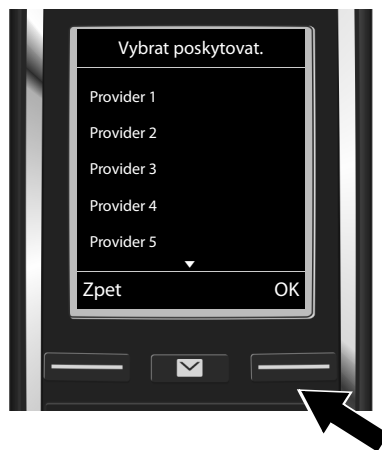 Vybrat poskytovat.
Provider 1
Provider 2
Provider 3
Provider 4
Provider 5
Zpet OK